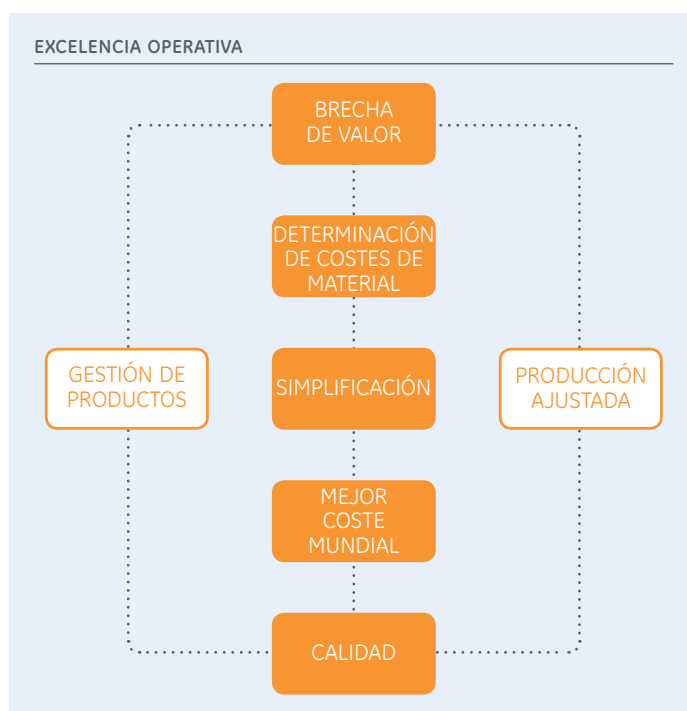 EXCELENCIA OPERATIVA
BRECHA
DE VALOR
DETERMINACIÓN
DE COSTES DE
MATERIAL
GESTIÓN DE
PRODUCTOS
SIMPLIFICACIÓN
PRODUCCIÓN
AJUSTADA
MEJOR
COSTE
MUNDIAL
CALIDAD